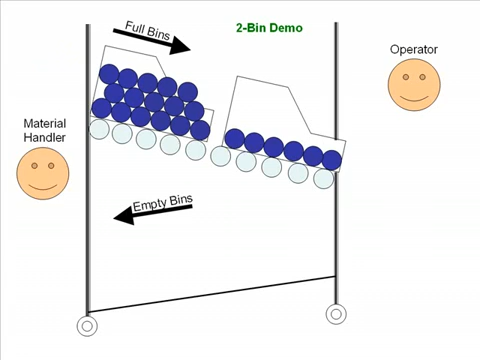 Full Bins
2-Bin Demo
Operator
Material
Handler
Empty Bins